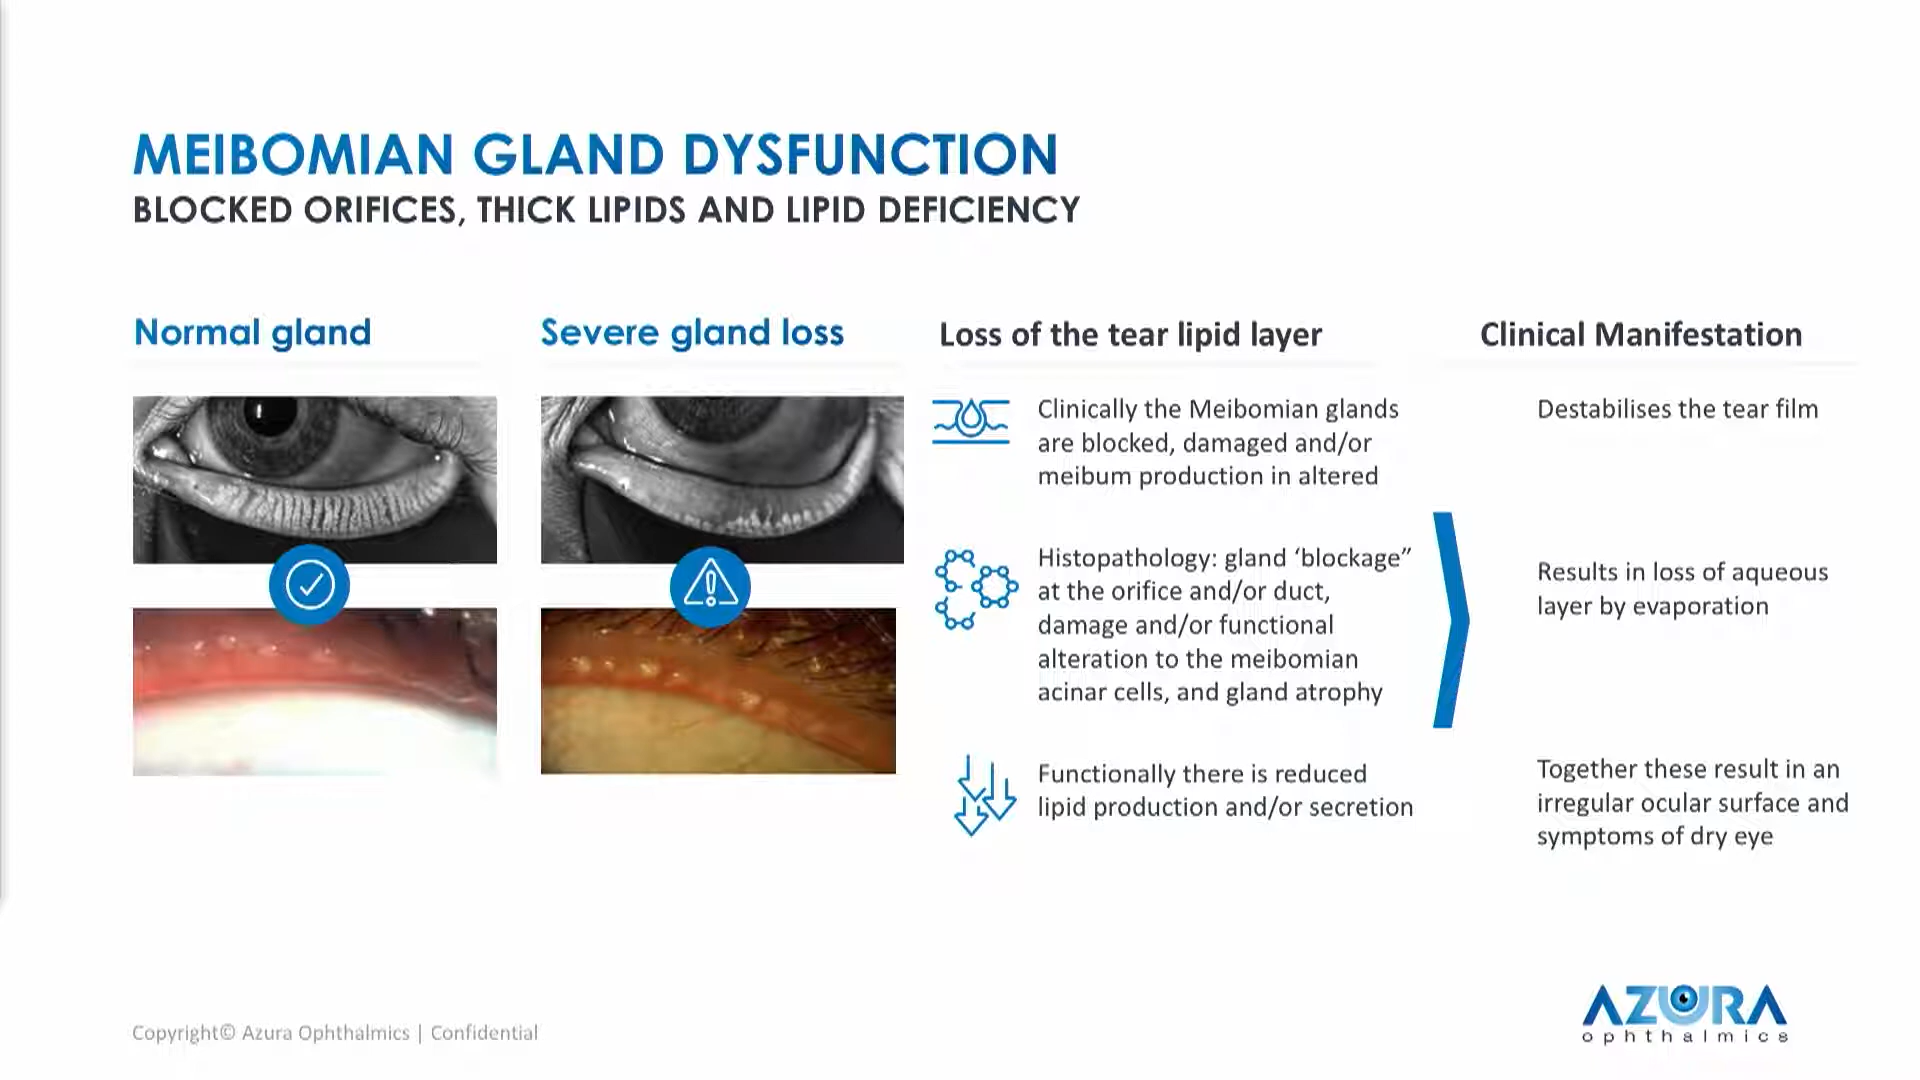 MEIBOMIAN GLAND DYSFUNCTION
BLOCKED ORIFICES, THICK LIPIDS AND LIPID DEFICIENCY
Normal gland
Severe gland loss
Loss of the tear lipid layer
Clinically the Meibomian glands
are blocked, damaged and/or
meibum production in altered
Histopathology: gland ‘blockage”
at the orifice and/or duct,
damage and/or functional
alteration to the meibomian
acinar cells, and gland atrophy
Functionally there is reduced
lipid production and/or secretion
Clinical Manifestation
Destabilises the tear film
Results in loss of aqueous
layer by evaporation
Together these result in an
irregular ocular surface and
symptoms of dry eye
Copyright© Azura Ophthalmics | Confidential
AZURA
ophthalmics